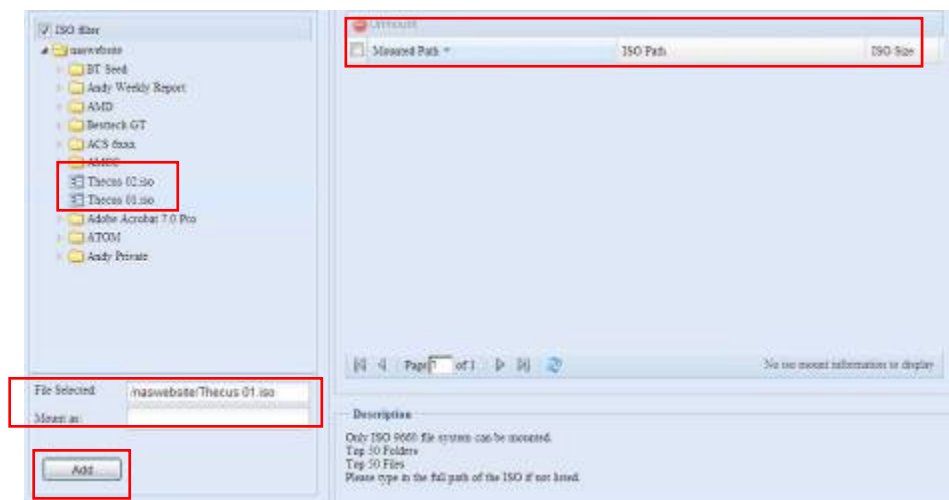 ISO filter
naswebsite
BT Seed
Andy Weekly Report
AMD
Besttech GT
ACS 6xxx
Thecus 02.iso
Thecus 01.iso
Adobe Acrobat 7.0 Pro
ATOM
Andy Private
File Selected: /naswebsite/Thecus 01.iso
Mount as:
Add
Unmount
Mounted Path ISO Path ISO Size
Page 1 of 1 No iso mount information to display
Description
Only ISO 9660 file system can be mounted.
Top 50 Folders
Top 50 Files
Please type in the full path of the ISO if not listed.